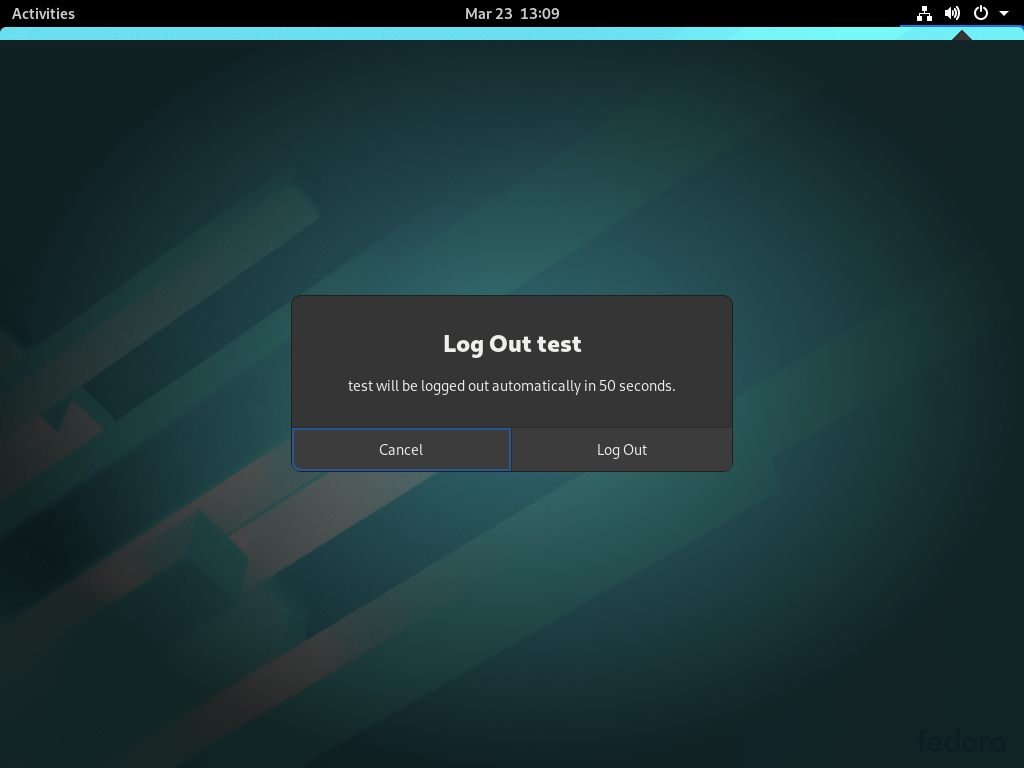 Activities Mar 23 13:09
Log Out test
test will be logged out automatically in 50 seconds.
Cancel Log Out
fedora